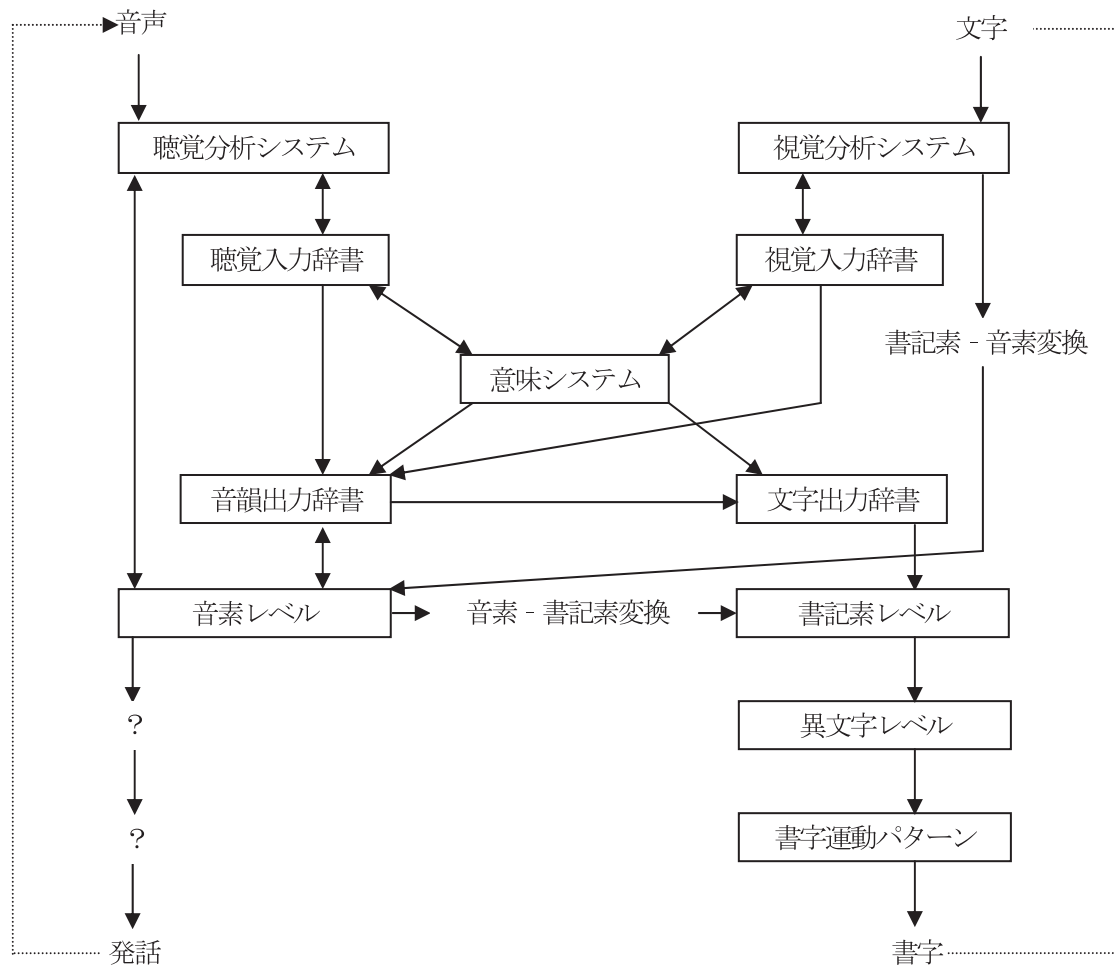 音声
文字
聴覚分析システム
視覚分析システム
聴覚入力辞書
視覚入力辞書
書記素‐音素変換
意味システム
音韻出力辞書
文字出力辞書
音素レベル
音素‐書記素変換
書記素レベル
?
異文字レベル
?
書字運動パターン
発話
書字